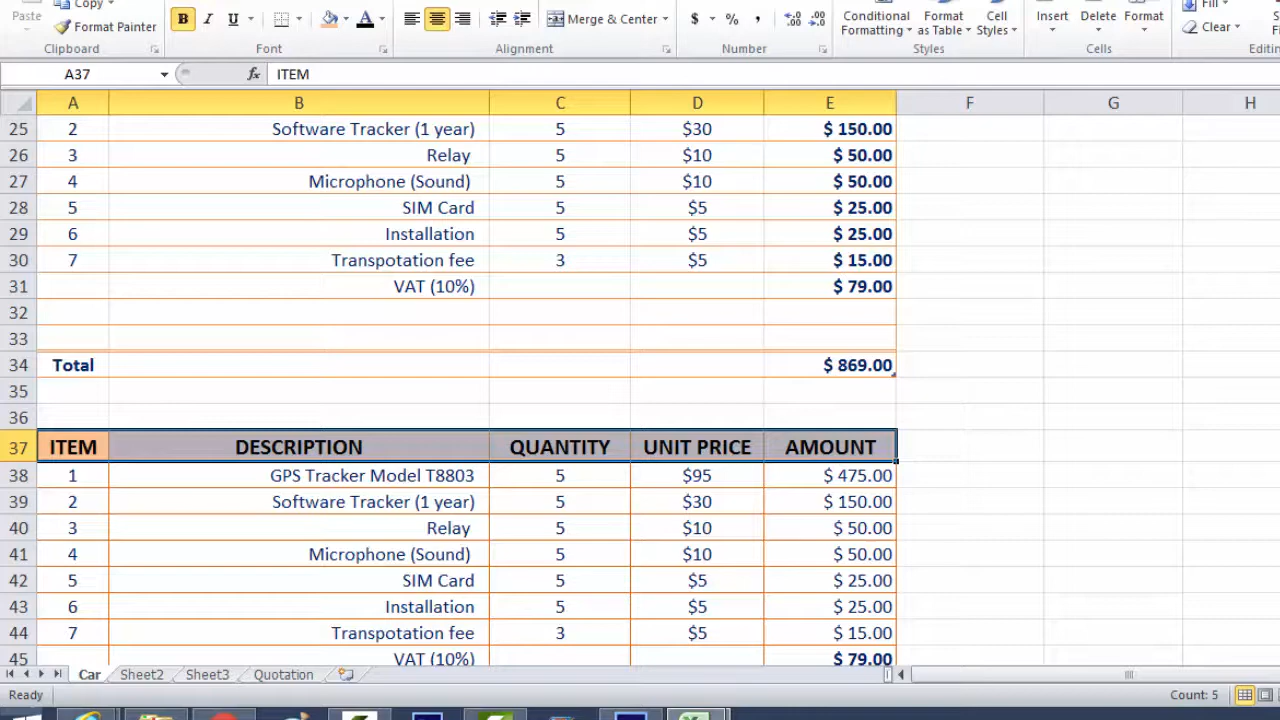 Paste Copy Format Painter B I U A $ % , Merge & Center Conditional Formatting Format as Table Cell Styles Insert Delete Format Fill Clear
Clipboard Font Alignment Number Styles Cells
A37 fx ITEM
A B C D E F G H
25 2 Software Tracker (1 year) 5 $30 $ 150.00
26 3 Relay 5 $10 $ 50.00
27 4 Microphone (Sound) 5 $10 $ 50.00
28 5 SIM Card 5 $5 $ 25.00
29 6 Installation 5 $5 $ 25.00
30 7 Transpotation fee 3 $5 $ 15.00
31 VAT (10%) $ 79.00
32
33
34 Total $ 869.00
35
36
37 ITEM DESCRIPTION QUANTITY UNIT PRICE AMOUNT
38 1 GPS Tracker Model T8803 5 $95 $ 475.00
39 2 Software Tracker (1 year) 5 $30 $ 150.00
40 3 Relay 5 $10 $ 50.00
41 4 Microphone (Sound) 5 $10 $ 50.00
42 5 SIM Card 5 $5 $ 25.00
43 6 Installation 5 $5 $ 25.00
44 7 Transpotation fee 3 $5 $ 15.00
45 VAT (10%) $ 79.00
Car Sheet2 Sheet3 Quotation
Ready Count: 5